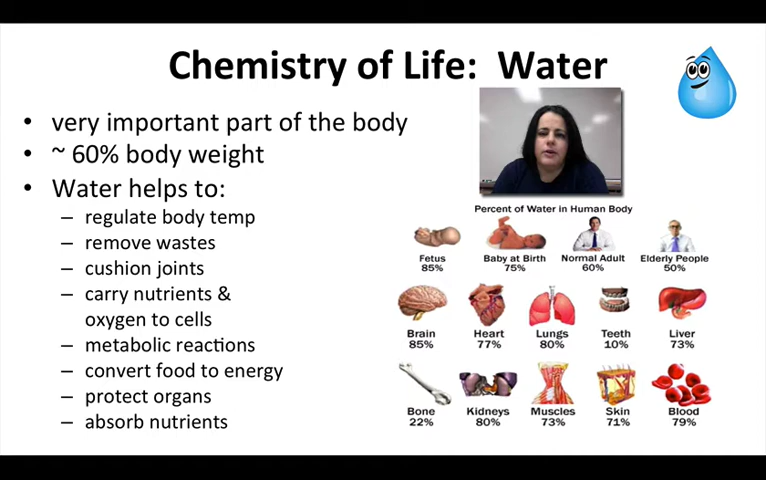 Chemistry of Life:  Water
• very important part of the body
• ~ 60% body weight
• Water helps to:
– regulate body temp
– remove wastes
– cushion joints
– carry nutrients &
oxygen to cells
– metabolic reactions
– convert food to energy
– protect organs
– absorb nutrients
Percent of Water in Human Body
Fetus Baby at Birth Normal Adult Elderly People
85% 75% 60% 50%
Brain Heart Lungs Teeth Liver
85% 77% 80% 10% 73%
Bone Kidneys Muscles Skin Blood
22% 80% 73% 71% 79%